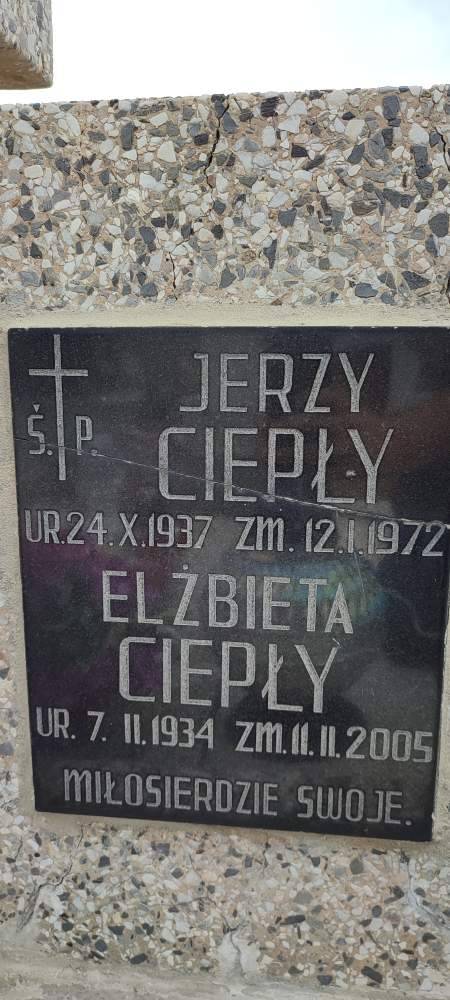 JERZY
Ś. P.
CIEPŁY
UR. 24. X. 1937 ZM. 12. I. 1972
ELŻBIETA
CIEPŁY
UR. 7. II. 1934 ZM. 11. II. 2005
MIŁOSIERDZIE SWOJE.